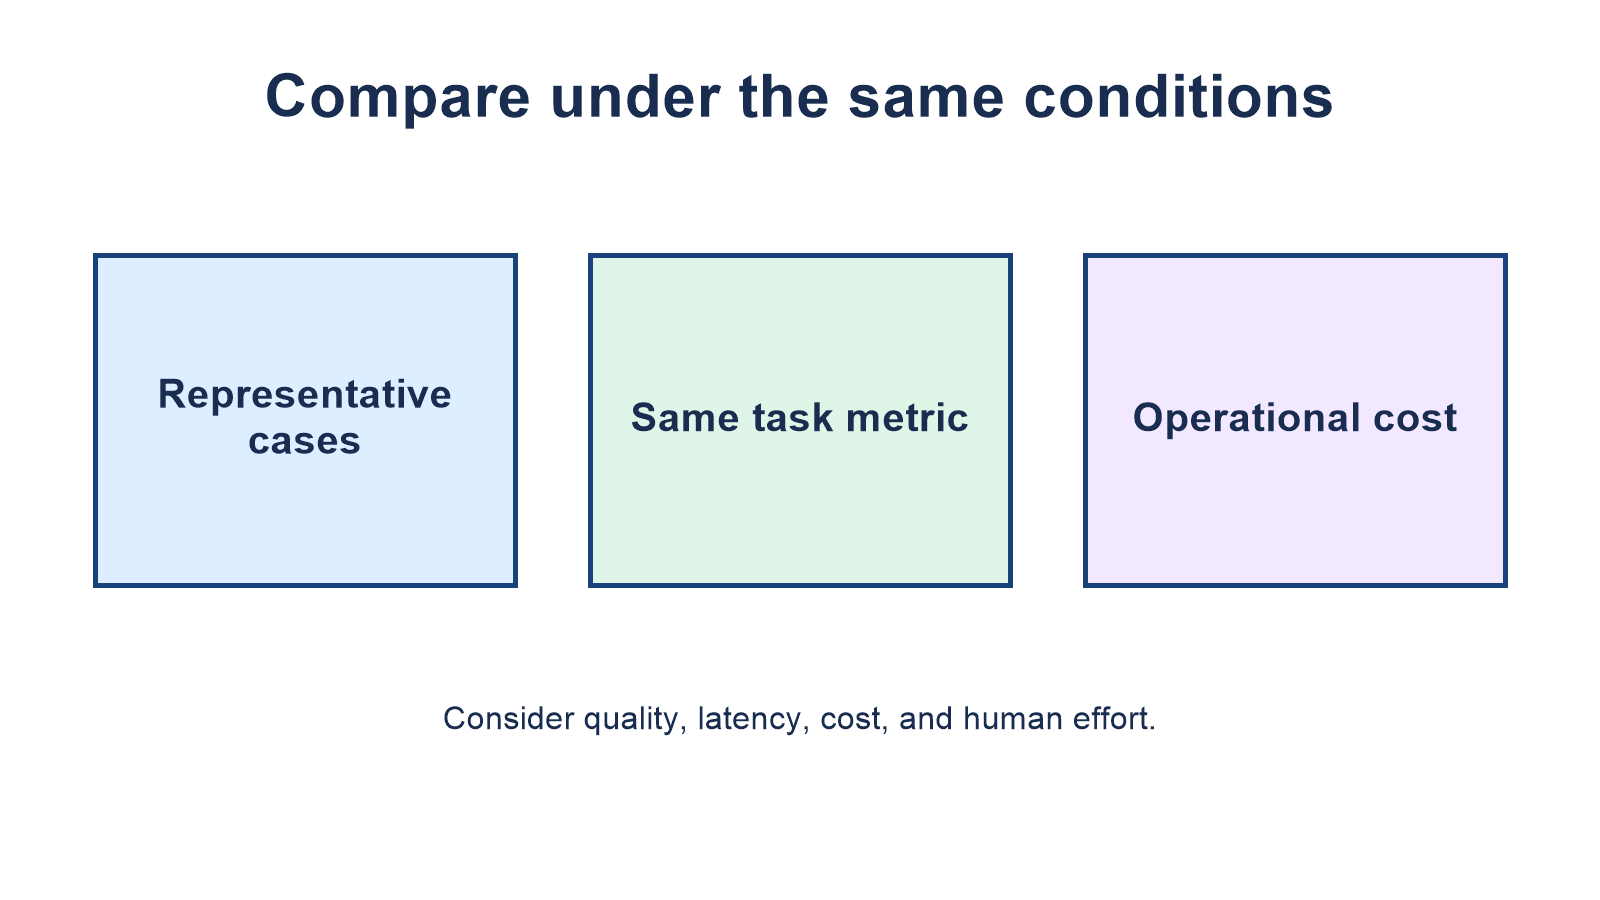 Compare under the same conditions
Representative
cases
Same task metric
Operational cost
Consider quality, latency, cost, and human effort.